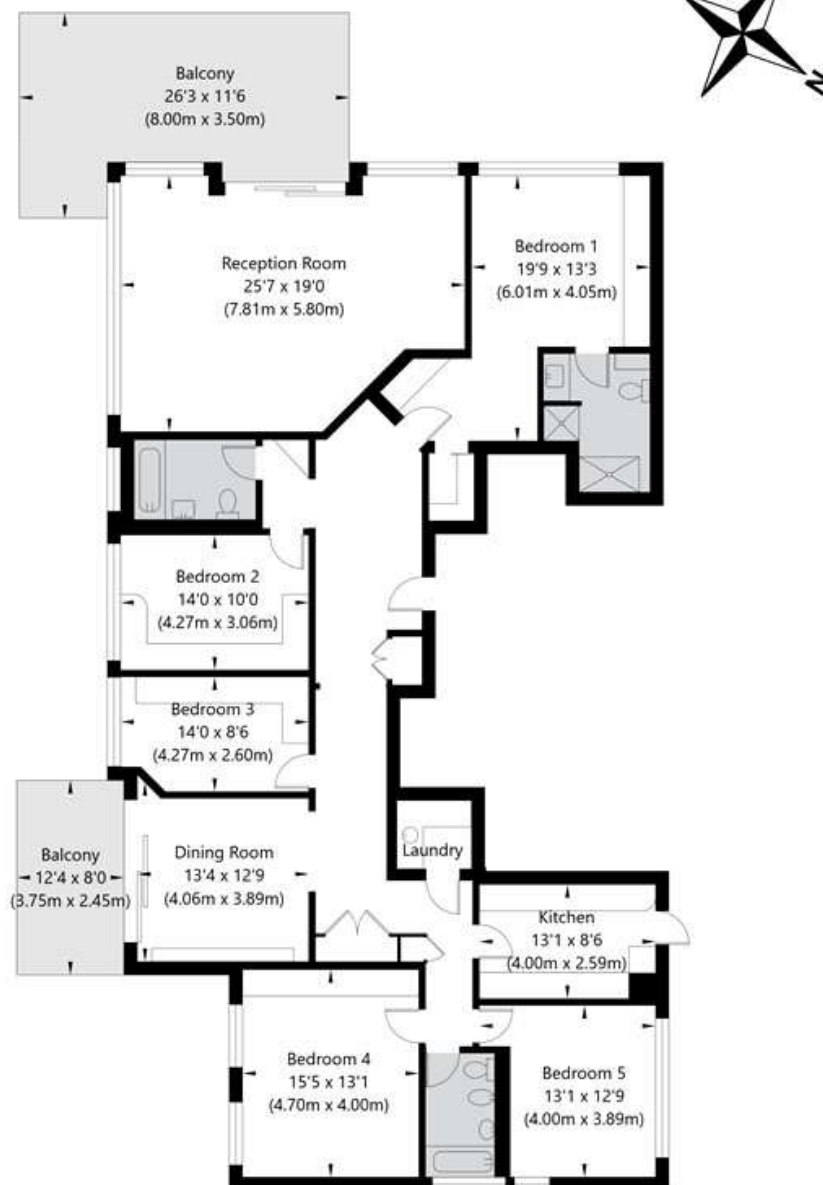 N
Balcony
26'3 x 11'6
(8.00m x 3.50m)
Reception Room
25'7 x 19'0
(7.81m x 5.80m)
Bedroom 1
19'9 x 13'3
(6.01m x 4.05m)
Bedroom 2
14'0 x 10'0
(4.27m x 3.06m)
Bedroom 3
14'0 x 8'6
(4.27m x 2.60m)
Balcony
12'4 x 8'0
(3.75m x 2.45m)
Dining Room
13'4 x 12'9
(4.06m x 3.89m)
Laundry
Kitchen
13'1 x 8'6
(4.00m x 2.59m)
Bedroom 4
15'5 x 13'1
(4.70m x 4.00m)
Bedroom 5
13'1 x 12'9
(4.00m x 3.89m)